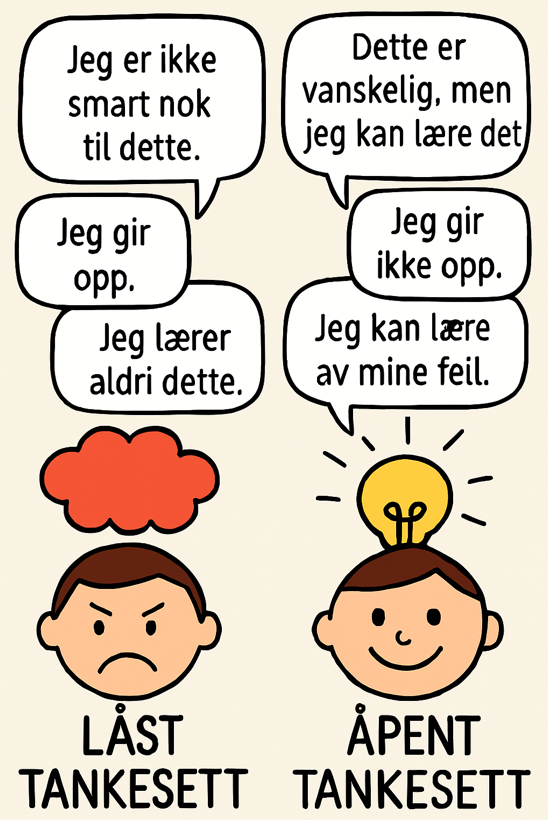 Jeg er ikke
smart nok
til dette.
Jeg gir
opp.
Jeg lærer
aldri dette.
LÅST
TANKESETT
Dette er
vanskelig, men
jeg kan lære det
Jeg gir
ikke opp.
Jeg kan lære
av mine feil.
ÅPENT
TANKESETT